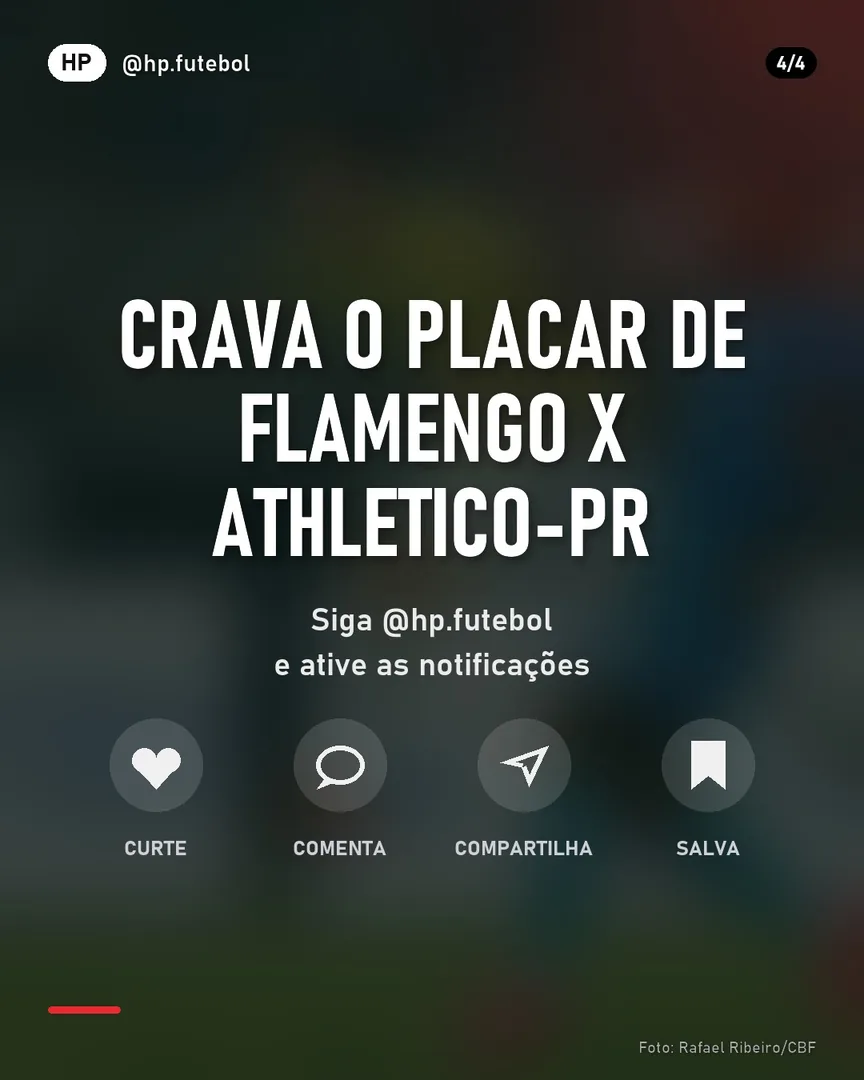 HP @hp.futebol 4/4
CRAVA O PLACAR DE
FLAMENGO X
ATHLETICO-PR
Siga @hp.futebol
e ative as notificações
CURTE COMENTA COMPARTILHA SALVA
Foto: Rafael Ribeiro/CBF